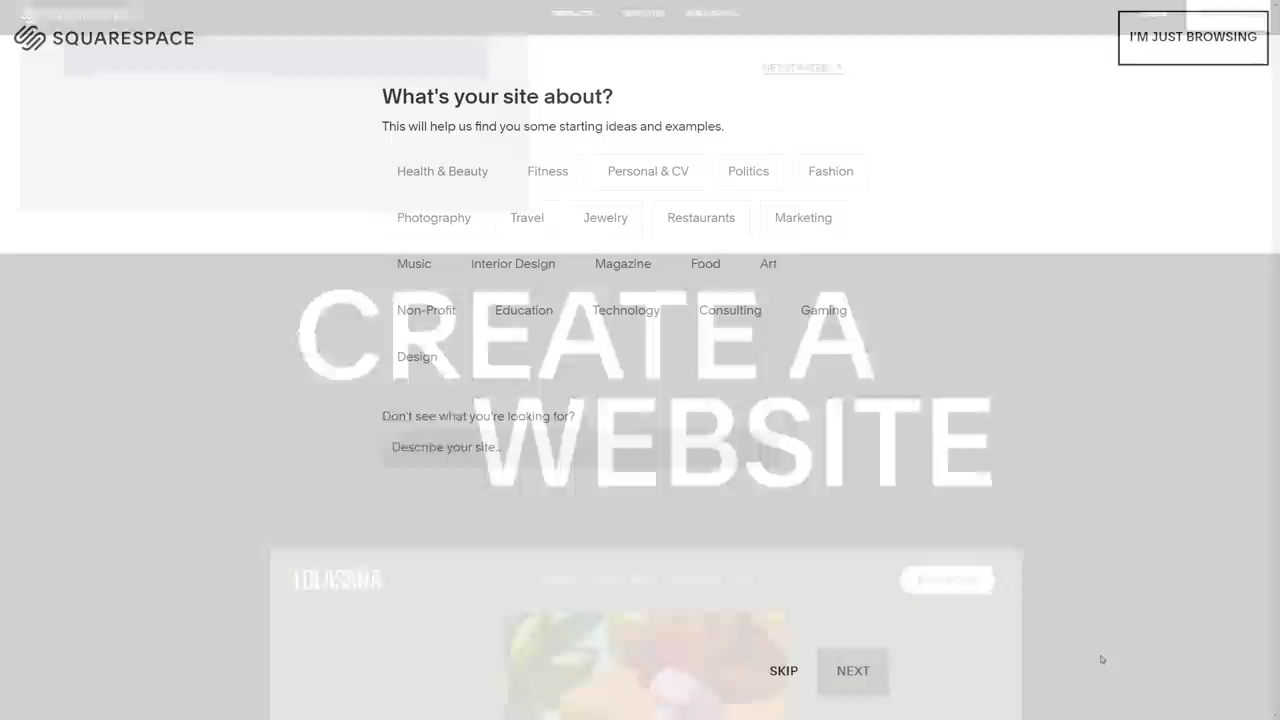 SQUARESPACE
I'M JUST BROWSING
What's your site about?
This will help us find you some starting ideas and examples.
Health & Beauty Fitness Personal & CV Politics Fashion
Photography Travel Jewelry Restaurants Marketing
Music Interior Design Magazine Food Art
Non-Profit Education Technology Consulting Gaming
CREATE A
Design
Don't see what you're looking for?
Describe your site..
WEBSITE
SKIP NEXT